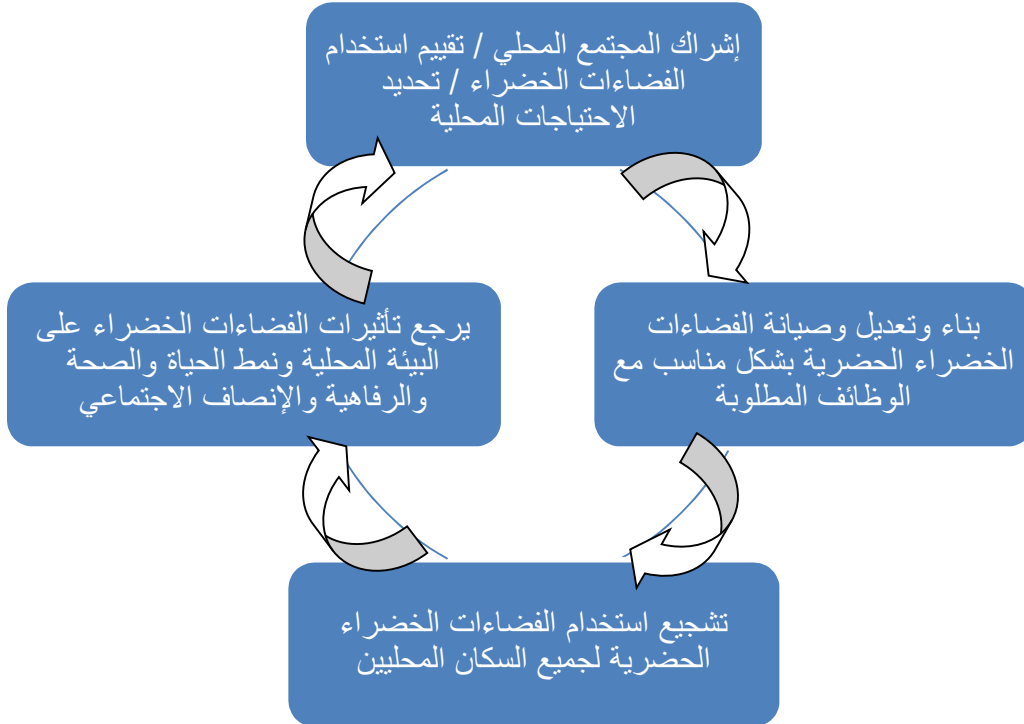 إشراك المجتمع المحلي / تقييم استخدام
الفضاءات الخضراء / تحديد
الاحتياجات المحلية
بناء وتعديل وصيانة الفضاءات
الخضراء الحضرية بشكل مناسب مع
الوظائف المطلوبة
تشجيع استخدام الفضاءات الخضراء
الحضرية لجميع السكان المحليين
يرجع تأثيرات الفضاءات الخضراء على
البيئة المحلية ونمط الحياة والصحة
والرفاهية والإنصاف الاجتماعي